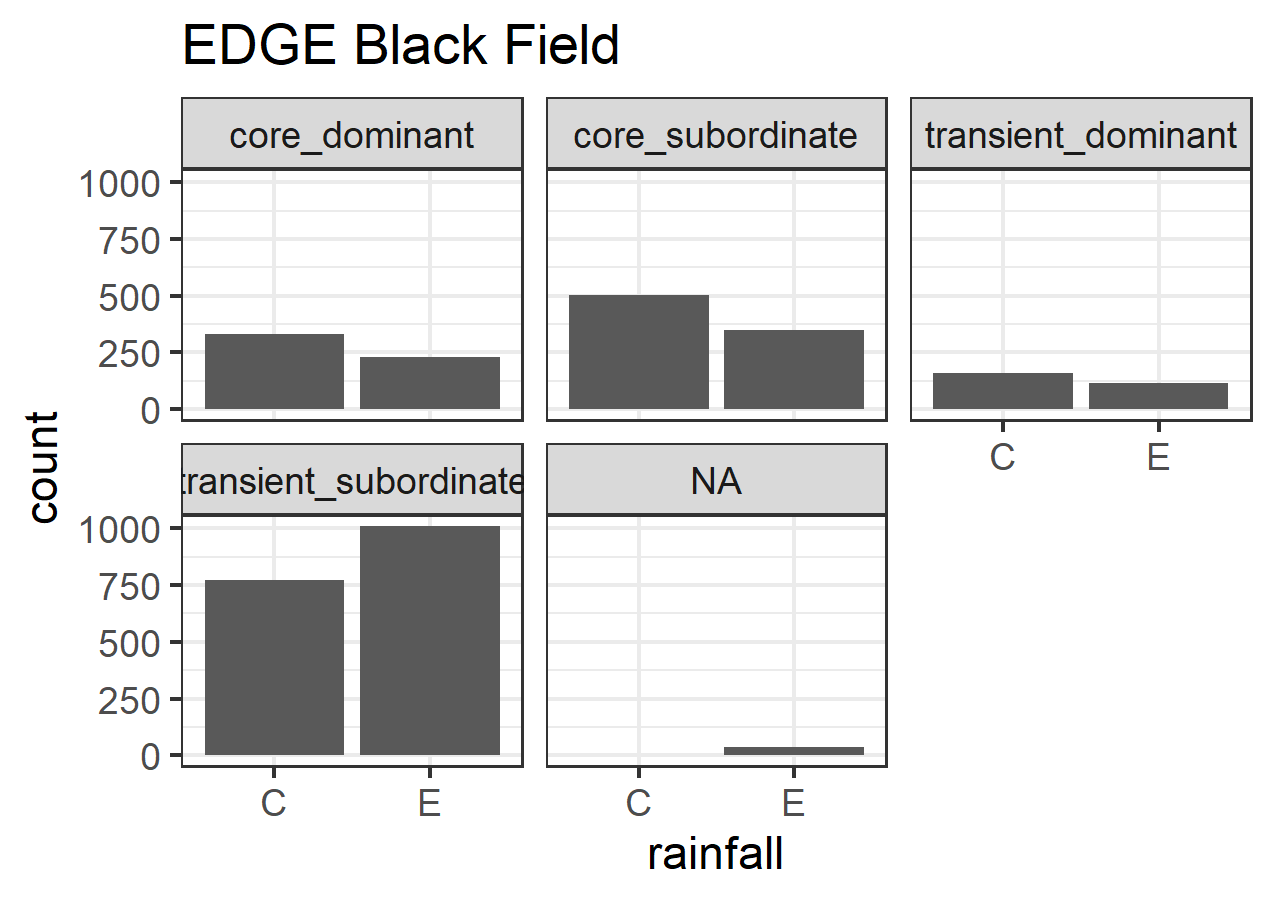 EDGE Black Field
core_dominant
core_subordinate
transient_dominant
1000
750
500
250
0
C E
transient_subordinate
NA
1000
750
500
250
0
C E
C E
count
rainfall